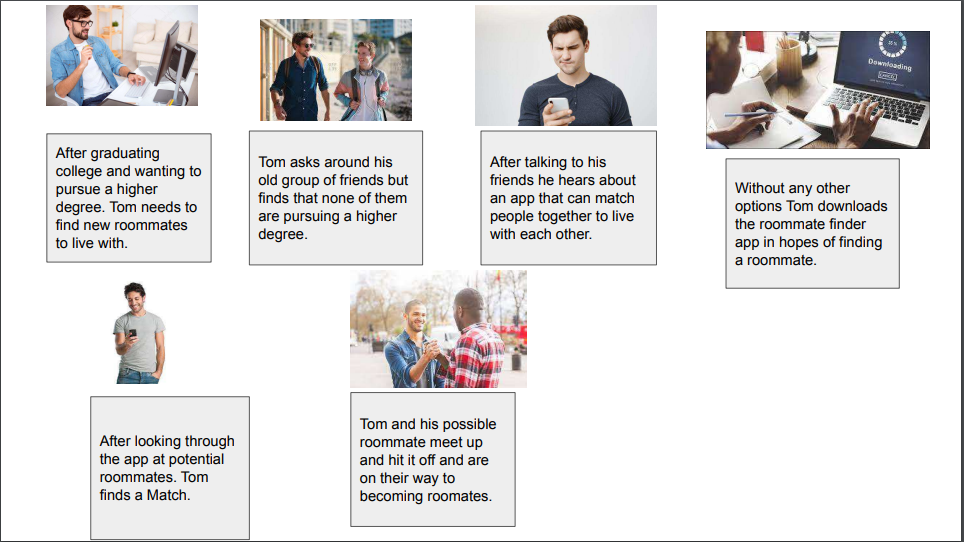 35 %
Downloading
CANCEL
After graduating
college and wanting to
pursue a higher
degree. Tom needs to
find new roommates
to live with.
Tom asks around his
old group of friends but
finds that none of them
are pursuing a higher
degree.
After talking to his
friends he hears about
an app that can match
people together to live
with each other.
Without any other
options Tom downloads
the roommate finder
app in hopes of finding
a roommate.
After looking through
the app at potential
roommates. Tom
finds a Match.
Tom and his possible
roommate meet up
and hit it off and are
on their way to
becoming roomates.